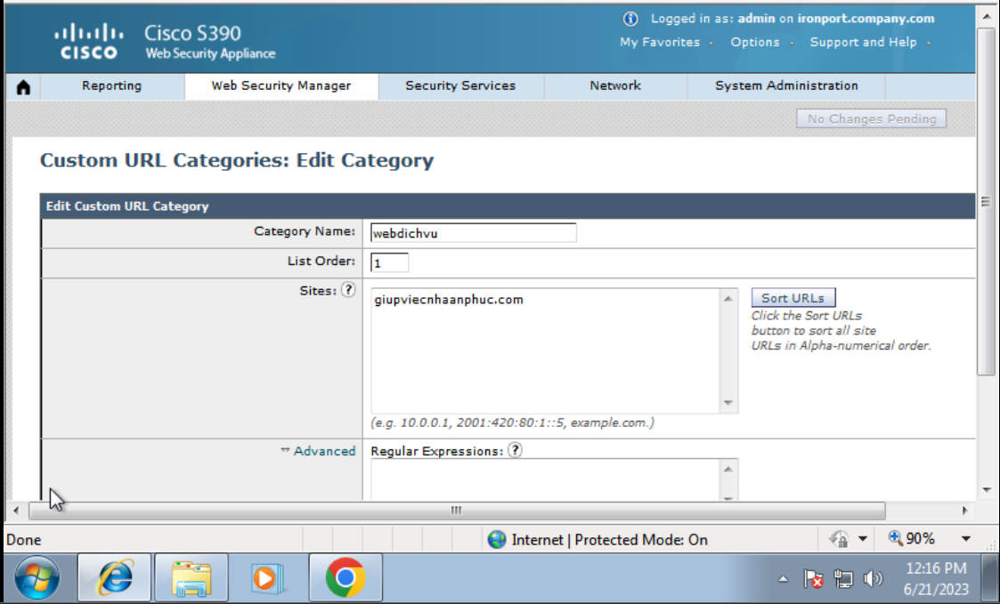 Logged in as: admin on ironport.company.com
CISCO
Cisco S390
Web Security Appliance
My Favorites - Options - Support and Help -
Reporting Web Security Manager Security Services Network System Administration
No Changes Pending
Custom URL Categories: Edit Category
Edit Custom URL Category
Category Name: webdichvu
List Order: 1
Sites: ?
giupviecnhaanphuc.com
Sort URLs
Click the Sort URLs
button to sort all site
URLs in Alpha-numerical order.
(e.g. 10.0.0.1, 2001:420:80:1::5, example.com.)
Advanced Regular Expressions: ?
Done Internet | Protected Mode: On 90%
12:16 PM
6/21/2023